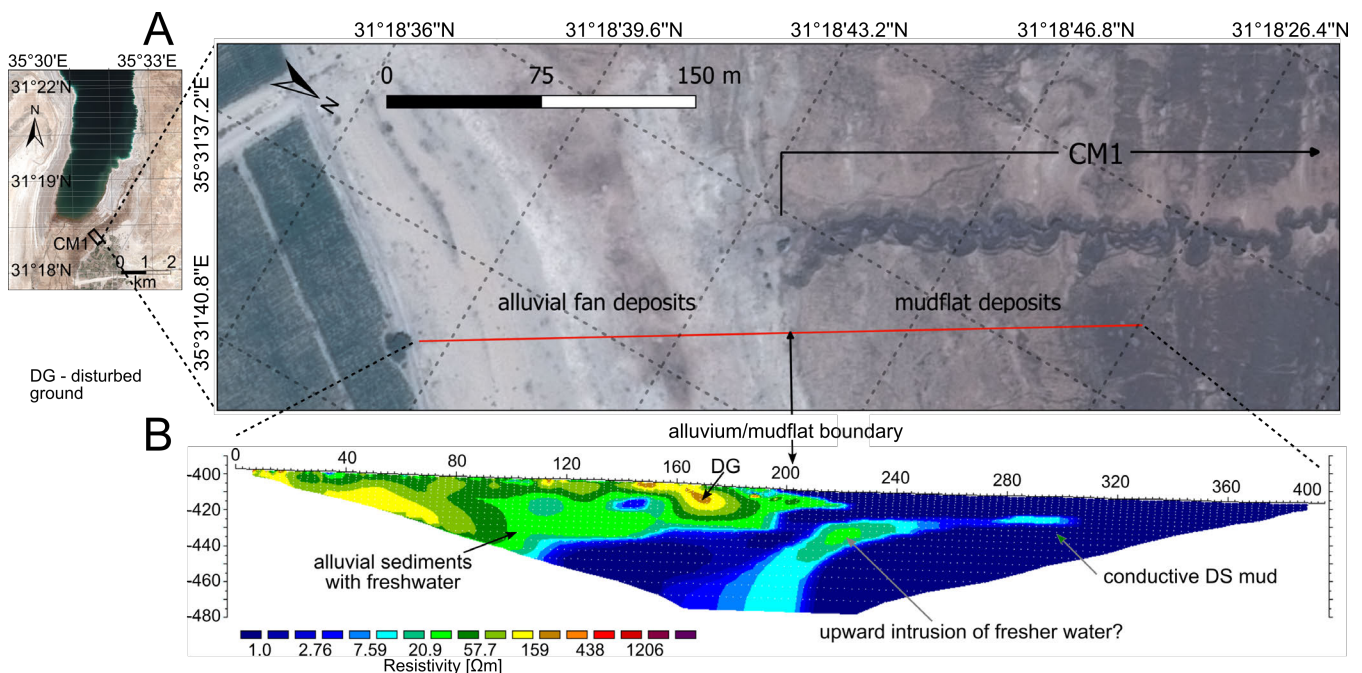 A
31°18'36"N
31°18'39.6"N
31°18'43.2"N
31°18'46.8"N
31°18'26.4"N
35°30'E
35°33'E
31°22'N
N
31°19'N
CM1
31°18'N
0 1 2
km
35°31'37.2"E
35°31'40.8"E
N
0
75
150 m
CM1
alluvial fan deposits
mudflat deposits
DG - disturbed
ground
B
alluvium/mudflat boundary
0
40
80
120
160
200
240
280
320
360
400
DG
-400
-420
-440
-460
-480
alluvial sediments
with freshwater
conductive DS mud
upward intrusion of fresher water?
1.0
2.76
7.59
20.9
57.7
159
438
1206
Resistivity [Ωm]